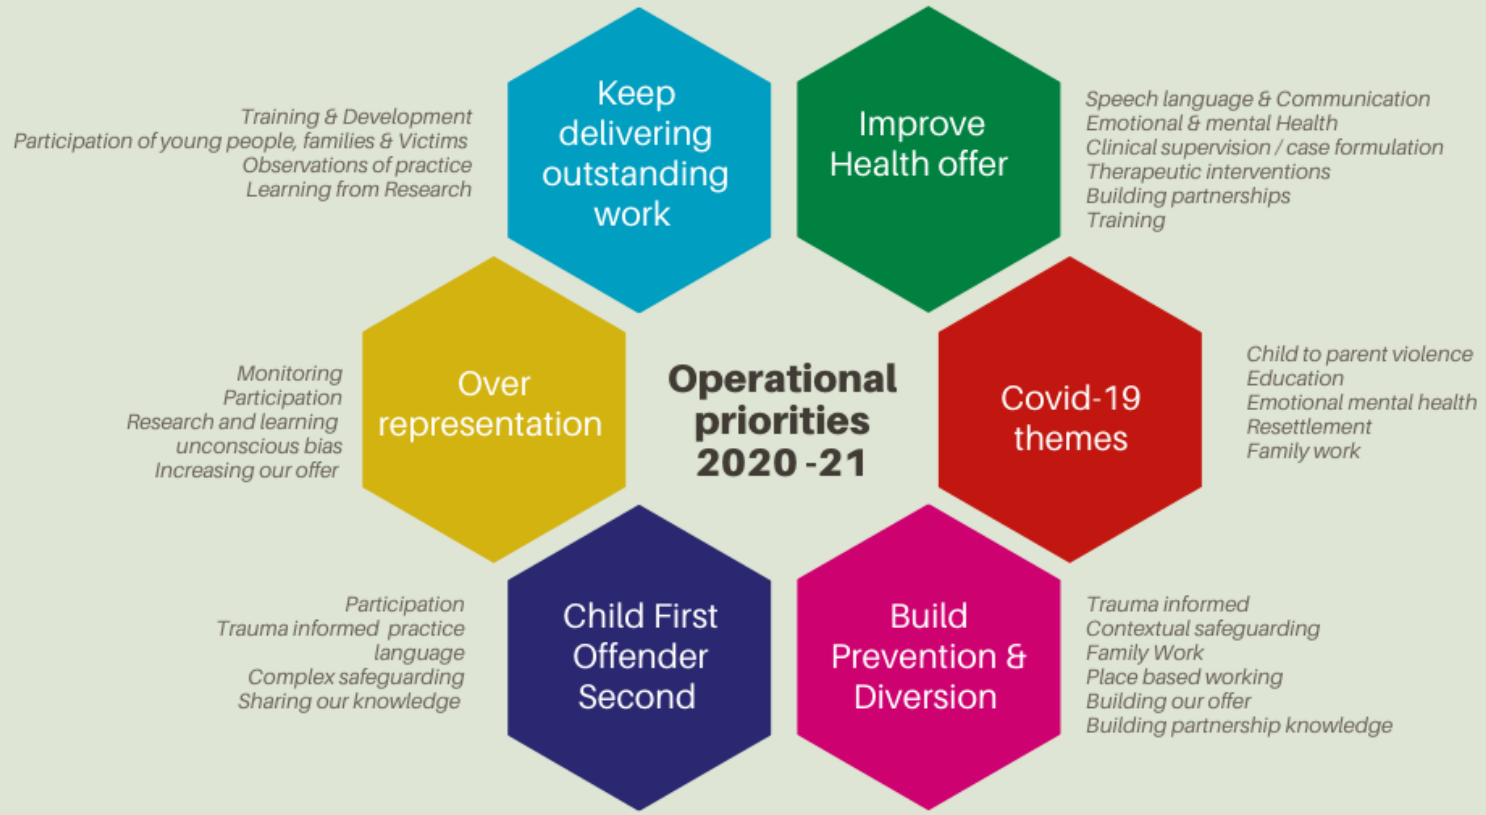 Keep
delivering
outstanding
work
Training & Development
Participation of young people, families & Victims
Observations of practice
Learning from Research
Improve
Health offer
Speech language & Communication
Emotional & mental Health
Clinical supervision / case formulation
Therapeutic interventions
Building partnerships
Training
Over
representation
Monitoring
Participation
Research and learning
unconscious bias
Increasing our offer
Operational
priorities
2020 -21
Covid-19
themes
Child to parent violence
Education
Emotional mental health
Resettlement
Family work
Child First
Offender
Second
Participation
Trauma informed practice
language
Complex safeguarding
Sharing our knowledge
Build
Prevention &
Diversion
Trauma informed
Contextual safeguarding
Family Work
Place based working
Building our offer
Building partnership knowledge